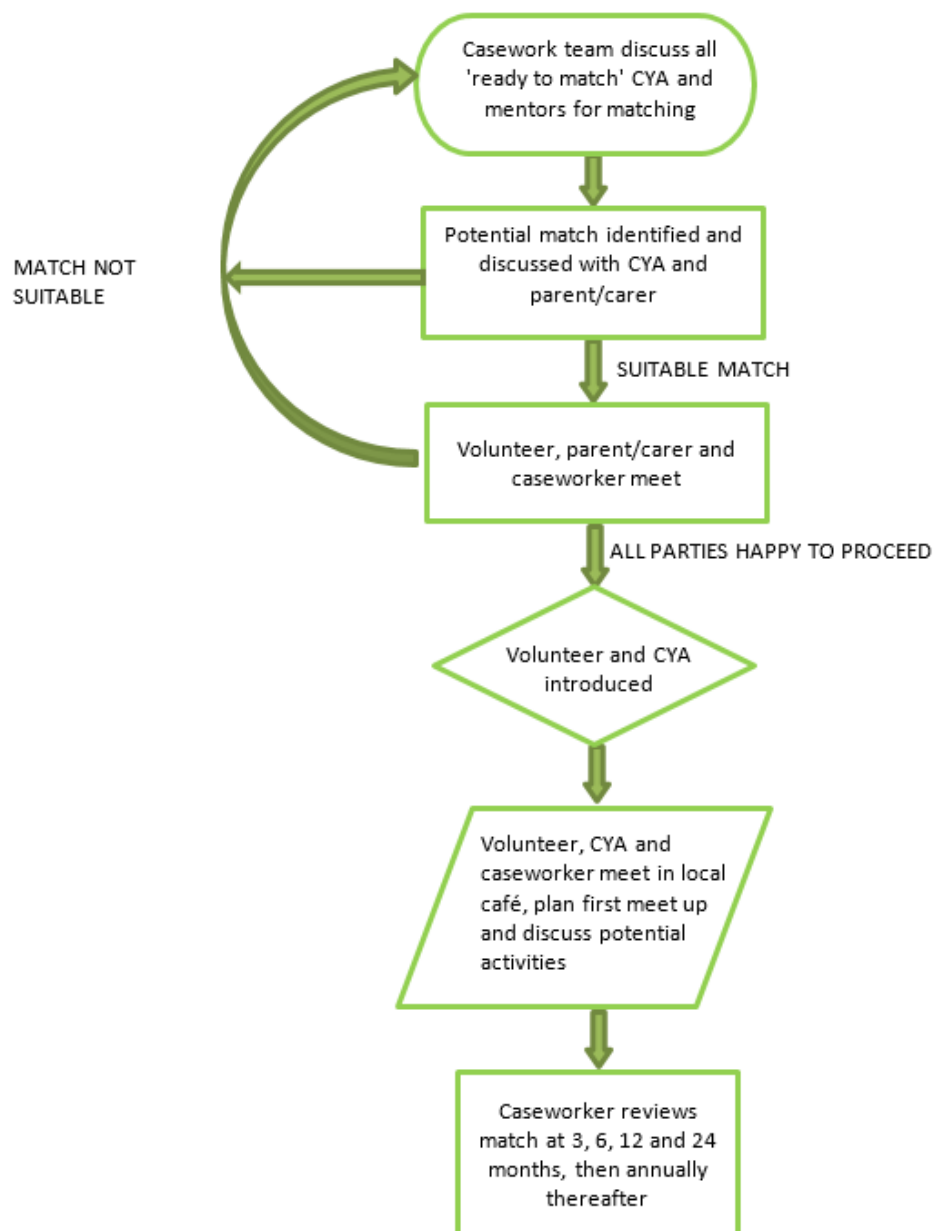 Casework team discuss all
'ready to match' CYA and
mentors for matching
Potential match identified and
discussed with CYA and
parent/carer
MATCH NOT
SUITABLE
SUITABLE MATCH
Volunteer, parent/carer and
caseworker meet
ALL PARTIES HAPPY TO PROCEED
Volunteer and CYA
introduced
Volunteer, CYA and
caseworker meet in local
café, plan first meet up
and discuss potential
activities
Caseworker reviews
match at 3, 6, 12 and 24
months, then annually
thereafter